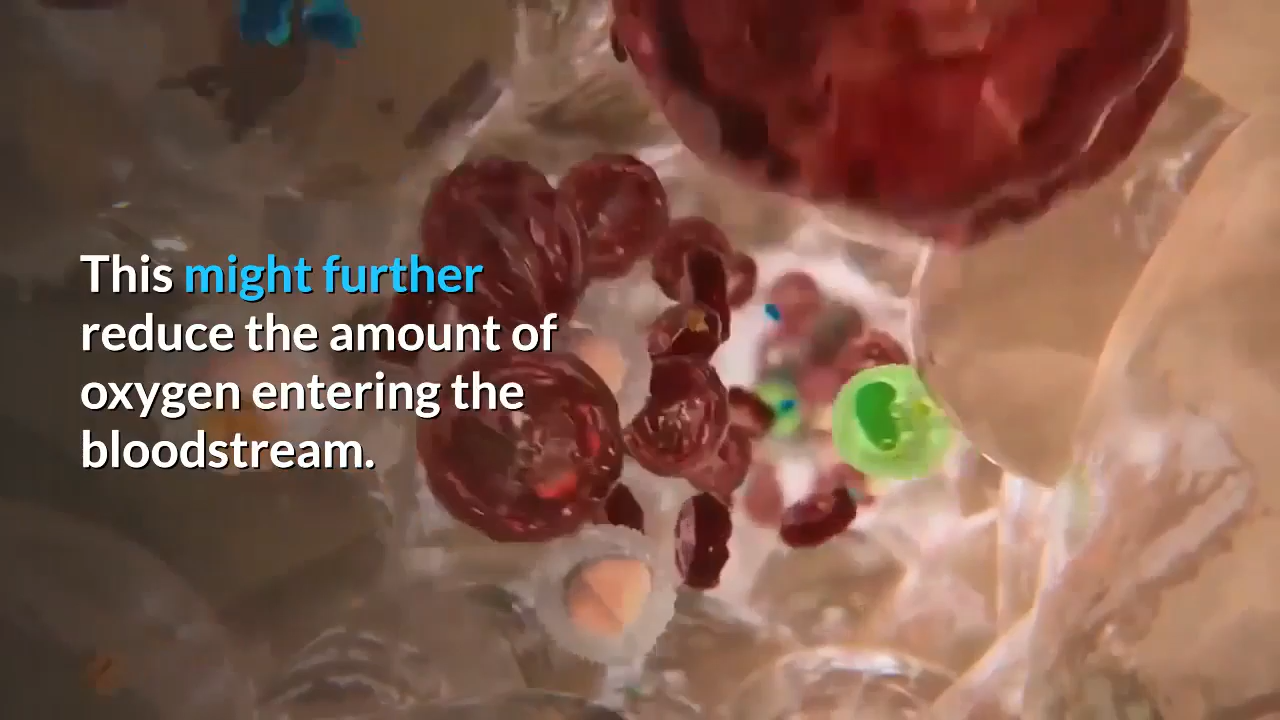 This might further
reduce the amount of
oxygen entering the
bloodstream.